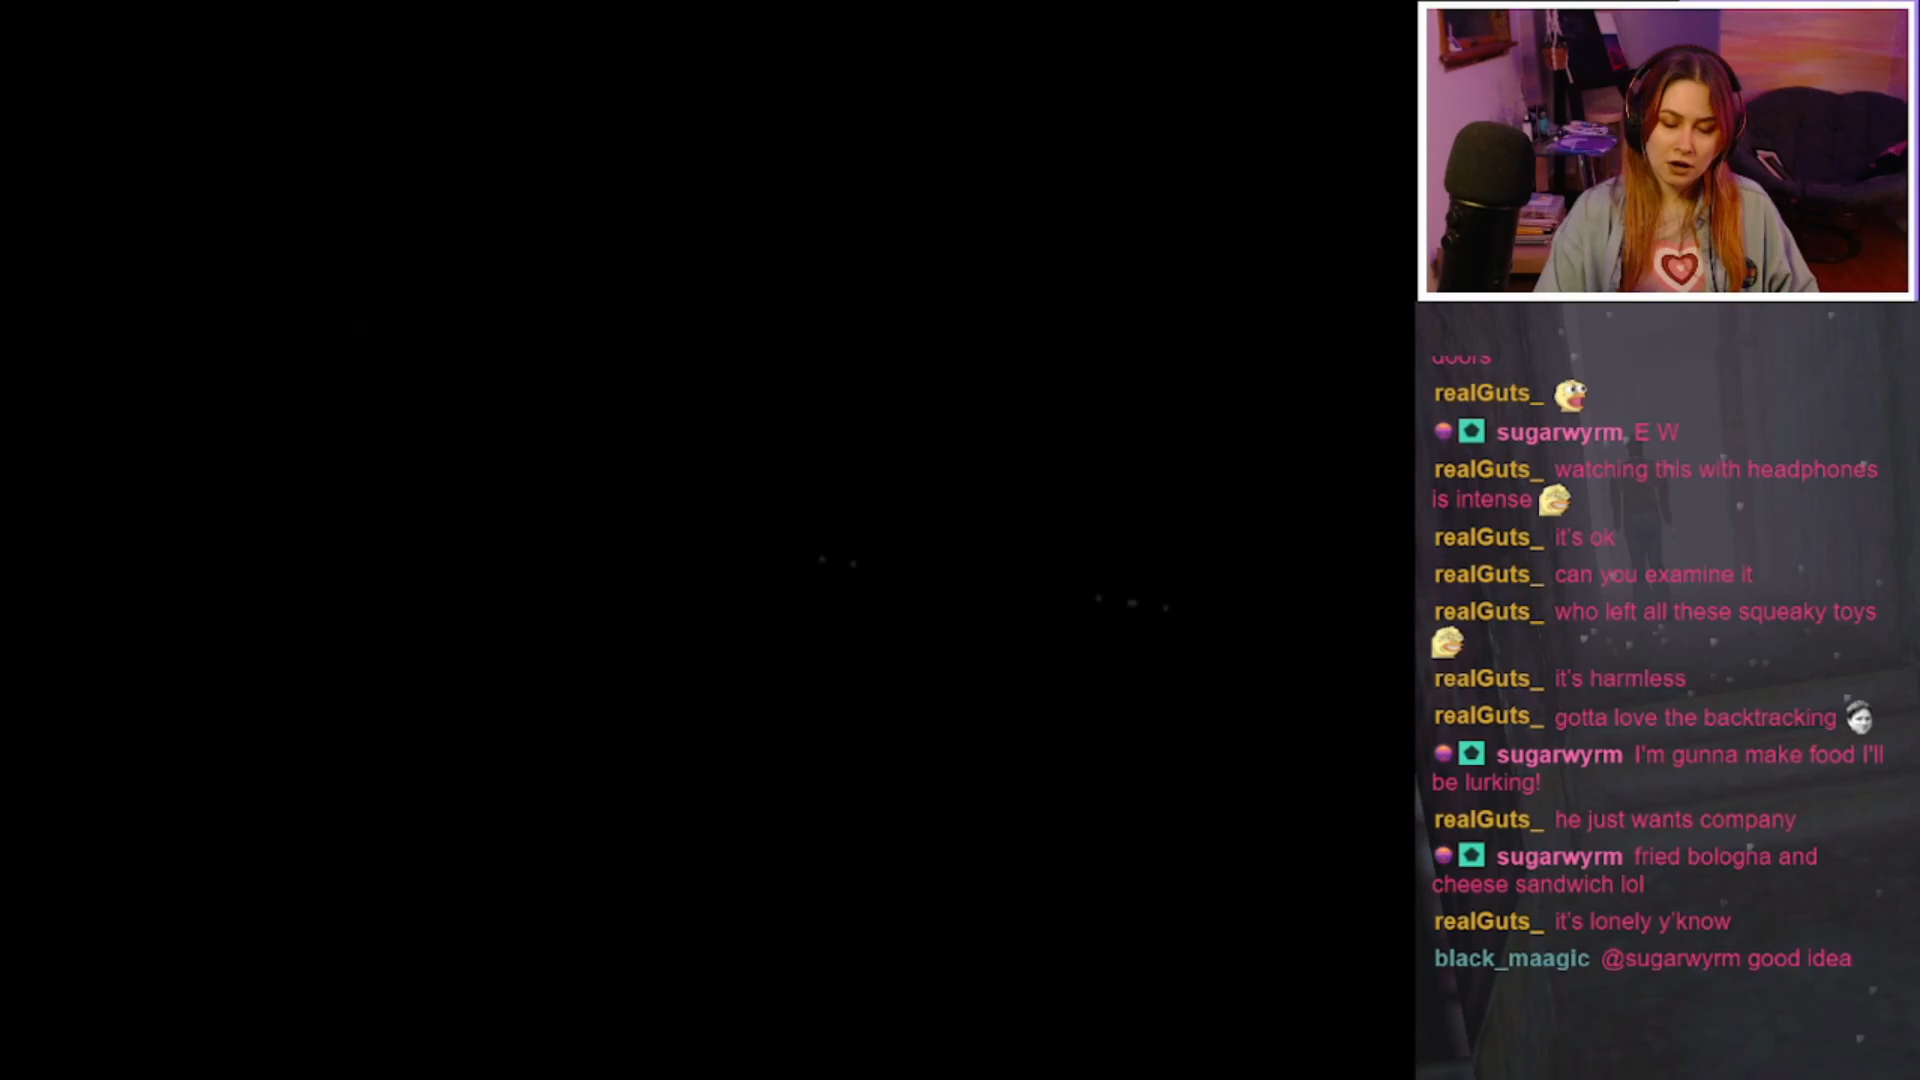 doors
realGuts_
sugarwyrm E W
realGuts_ watching this with headphones
is intense
realGuts_ it's ok
realGuts_ can you examine it
realGuts_ who left all these squeaky toys
realGuts_ it's harmless
realGuts_ gotta love the backtracking
sugarwyrm I'm gunna make food I'll
be lurking!
realGuts_ he just wants company
sugarwyrm fried bologna and
cheese sandwich lol
realGuts_ it's lonely y'know
black_maagic @sugarwyrm good idea